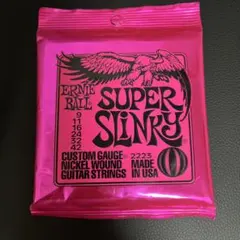 ERNIE BALL
SUPER
SLINKY
9
11
16
24
32
42
CUSTOM GAUGE 2223
NICKEL WOUND MADE
GUITAR STRINGS IN USA